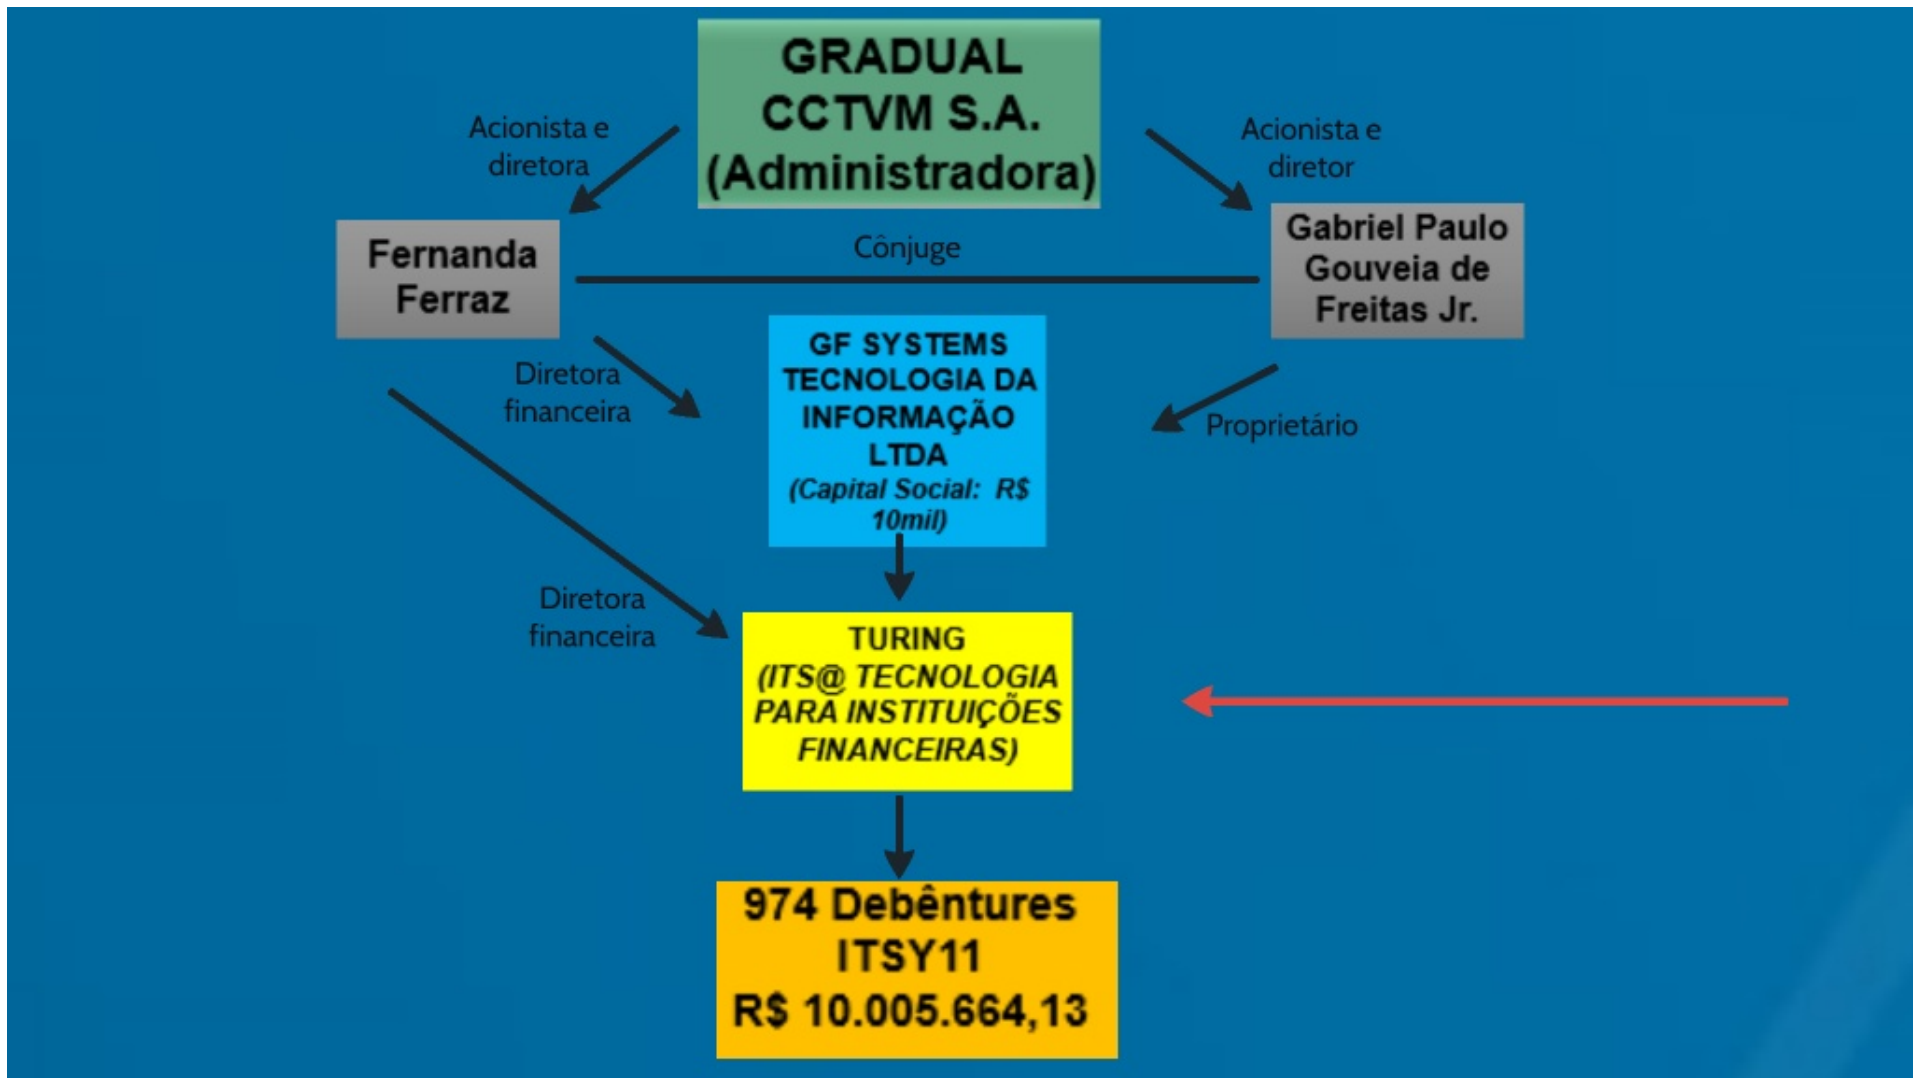 GRADUAL
CCTVM S.A.
(Administradora)
Acionista e
diretora
Acionista e
diretor
Fernanda
Ferraz
Cônjuge
Gabriel Paulo
Gouveia de
Freitas Jr.
Diretora
financeira
GF SYSTEMS
TECNOLOGIA DA
INFORMAÇÃO
LTDA
(Capital Social: R$
10mil)
Proprietário
Diretora
financeira
TURING
(ITS@ TECNOLOGIA
PARA INSTITUIÇÕES
FINANCEIRAS)
974 Debêntures
ITSY11
R$ 10.005.664,13